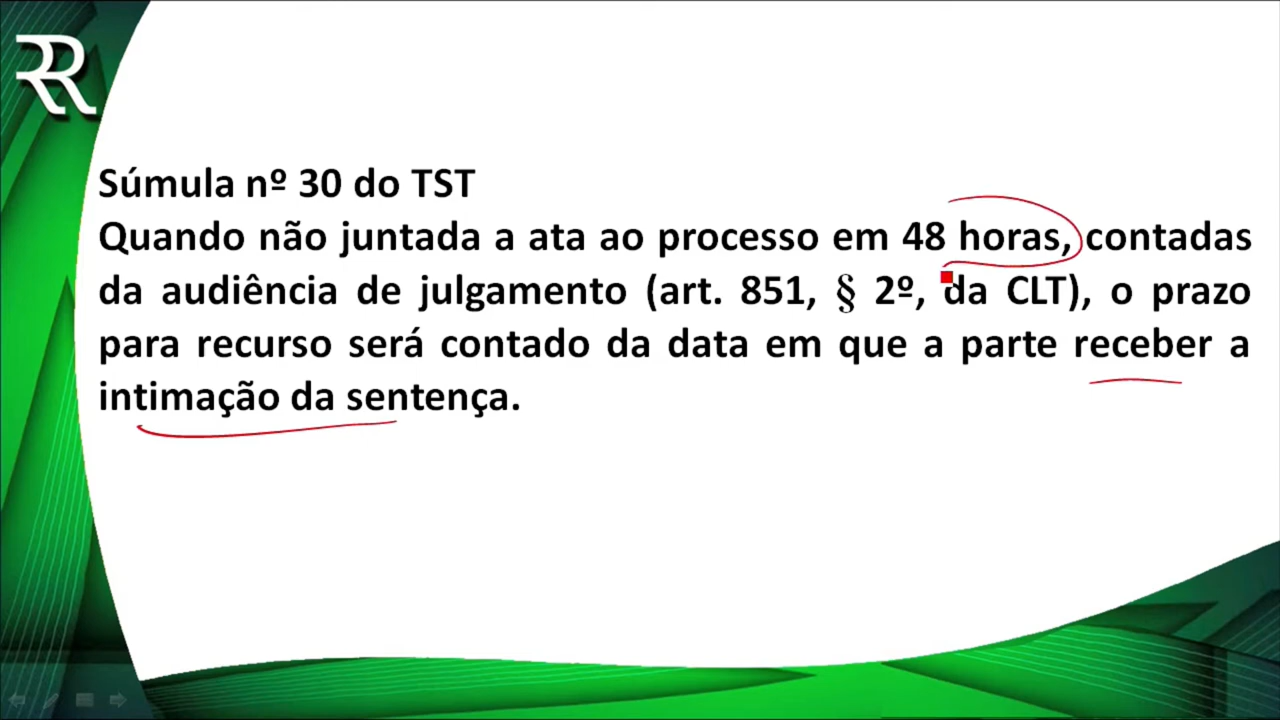 RR
Súmula nº 30 do TST
Quando não juntada a ata ao processo em 48 horas, contadas
da audiência de julgamento (art. 851, § 2º, da CLT), o prazo
para recurso será contado da data em que a parte receber a
intimação da sentença.